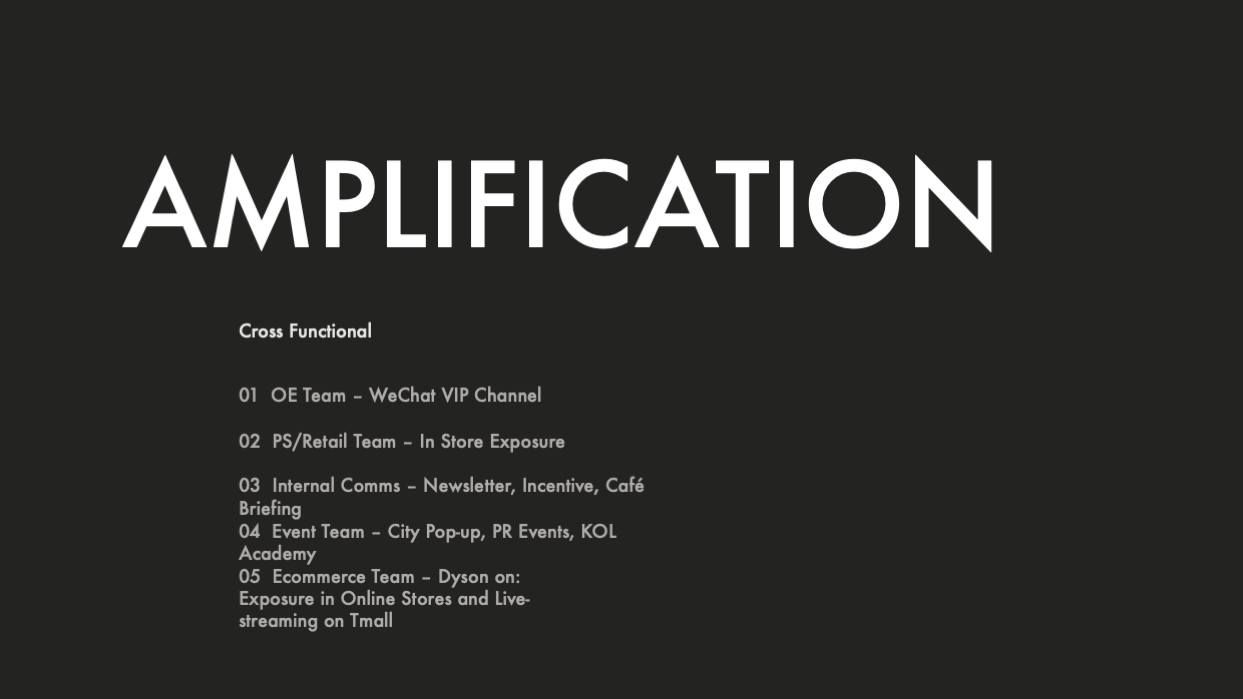 AMPLIFICATION
Cross Functional
01  OE Team – WeChat VIP Channel
02  PS/Retail Team – In Store Exposure
03  Internal Comms – Newsletter, Incentive, Café
Briefing
04  Event Team – City Pop-up, PR Events, KOL
Academy
05  Ecommerce Team – Dyson on:
Exposure in Online Stores and Live-
streaming on Tmall